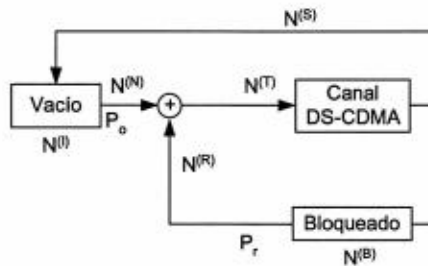 N(S)
Vacio
N(N)
P_o
N(I)
N(T)
Canal
DS-CDMA
N(R)
P_r
Bloqueado
N(B)